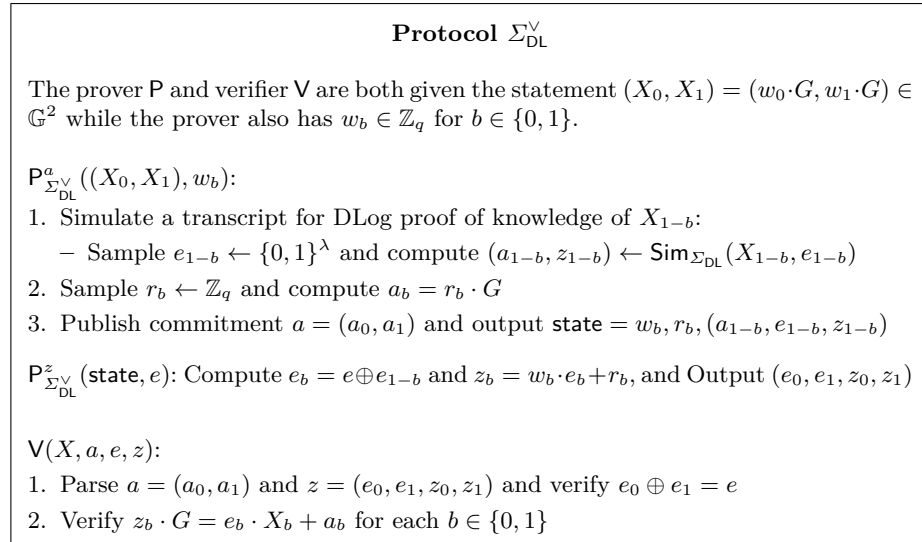 Protocol Σ_DL^∨
The prover P and verifier V are both given the statement (X₀, X₁) = (w₀·G, w₁·G) ∈
𝔾² while the prover also has w_b ∈ ℤ_q for b ∈ {0, 1}.
P^a_{Σ_DL^∨}((X₀, X₁), w_b):
1. Simulate a transcript for DLog proof of knowledge of X_{1−b}:
– Sample e_{1−b} ← {0, 1}^λ and compute (a_{1−b}, z_{1−b}) ← Sim_{Σ_DL}(X_{1−b}, e_{1−b})
2. Sample r_b ← ℤ_q and compute a_b = r_b · G
3. Publish commitment a = (a₀, a₁) and output state = w_b, r_b, (a_{1−b}, e_{1−b}, z_{1−b})
P^z_{Σ_DL^∨}(state, e): Compute e_b = e⊕e_{1−b} and z_b = w_b·e_b+r_b, and Output (e₀, e₁, z₀, z₁)
V(X, a, e, z):
1. Parse a = (a₀, a₁) and z = (e₀, e₁, z₀, z₁) and verify e₀ ⊕ e₁ = e
2. Verify z_b · G = e_b · X_b + a_b for each b ∈ {0, 1}